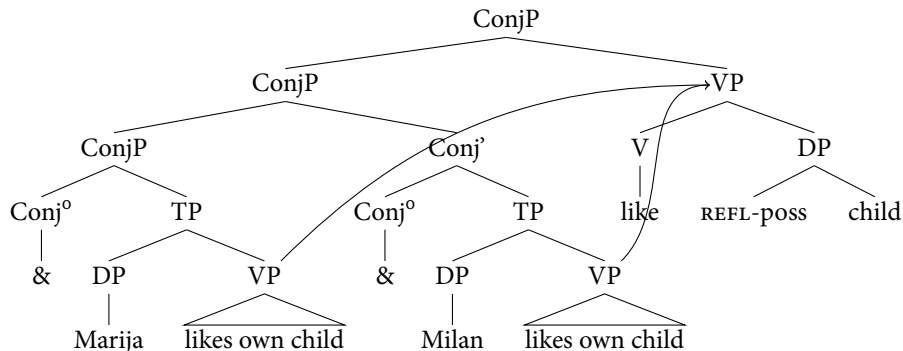 ConjP
ConjP VP
ConjP Conj’ V DP
Conjᵒ TP Conjᵒ TP like REFL-poss child
& DP VP & DP VP
Marija likes own child Milan likes own child